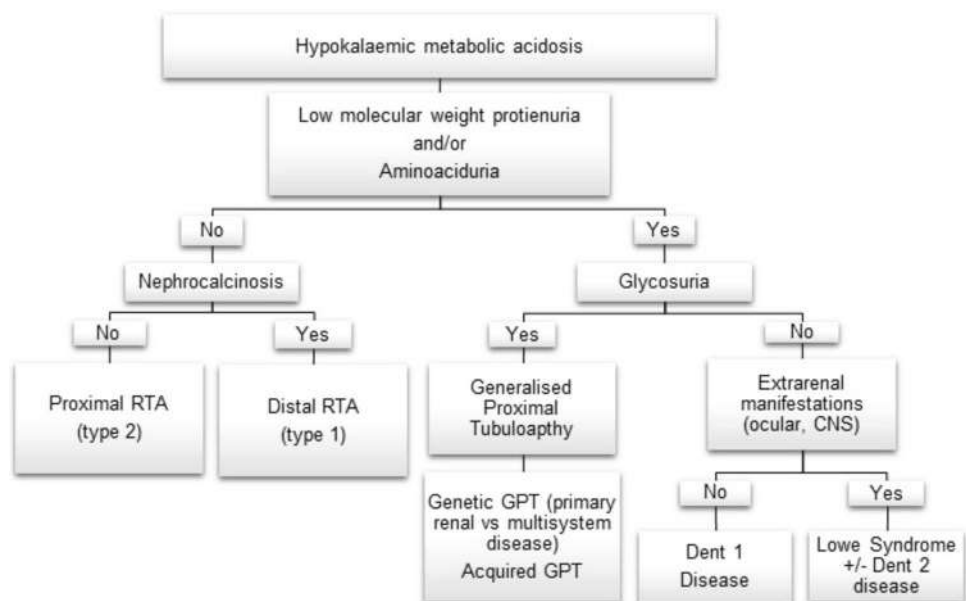 Hypokalaemic metabolic acidosis
Low molecular weight protienuria
and/or
Aminoaciduria
No
Yes
Nephrocalcinosis
Glycosuria
No
Yes
Yes
No
Proximal RTA
(type 2)
Distal RTA
(type 1)
Generalised
Proximal
Tubuloapthy
Extrarenal
manifestations
(ocular, CNS)
No
Yes
Genetic GPT (primary
renal vs multisystem
disease)
Acquired GPT
Dent 1
Disease
Lowe Syndrome
+/- Dent 2
disease